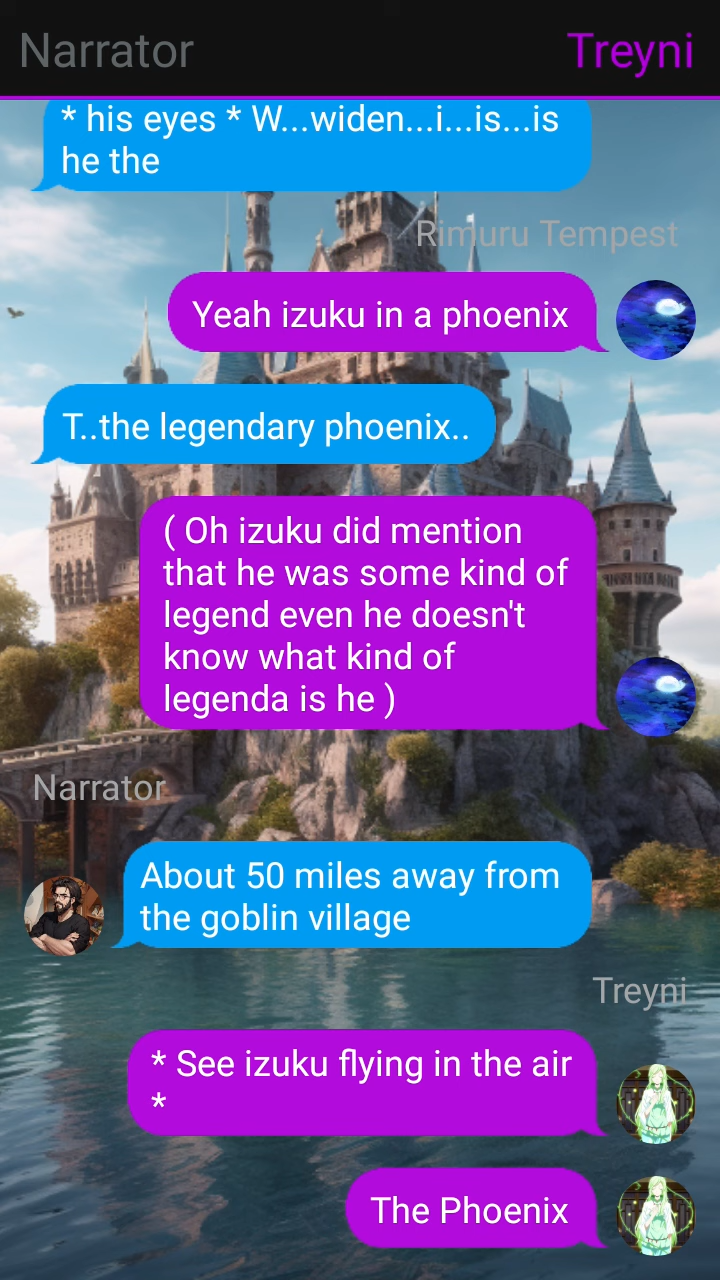 Narrator
Treyni
* his eyes * W...widen...i...is...is
he the
Rimuru Tempest
Yeah izuku in a phoenix
T..the legendary phoenix..
( Oh izuku did mention
that he was some kind of
legend even he doesn't
know what kind of
legenda is he )
Narrator
About 50 miles away from
the goblin village
Treyni
* See izuku flying in the air
*
The Phoenix